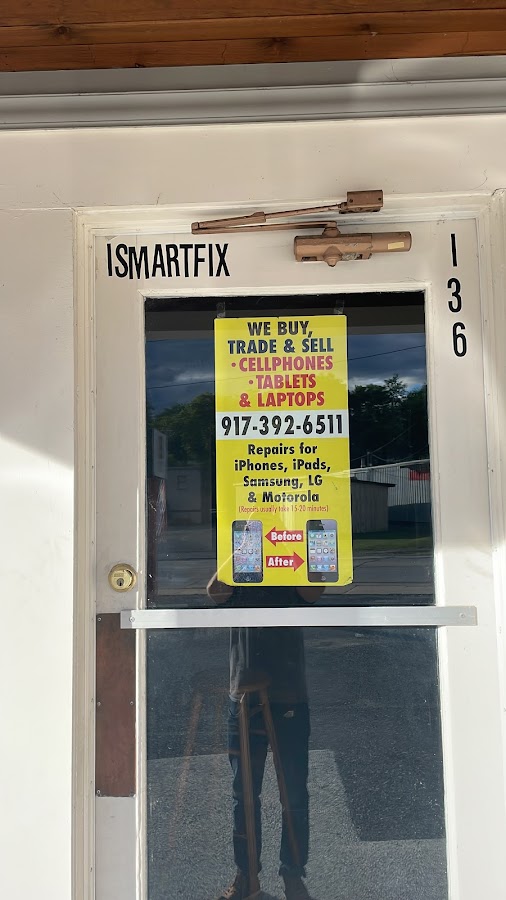 ISMARTFIX
136
WE BUY,
TRADE & SELL
• CELLPHONES
• TABLETS
& LAPTOPS
917-392-6511
Repairs for
iPhones, iPads,
Samsung, LG
& Motorola
(Repairs usually take 15-20 minutes)
Before
After